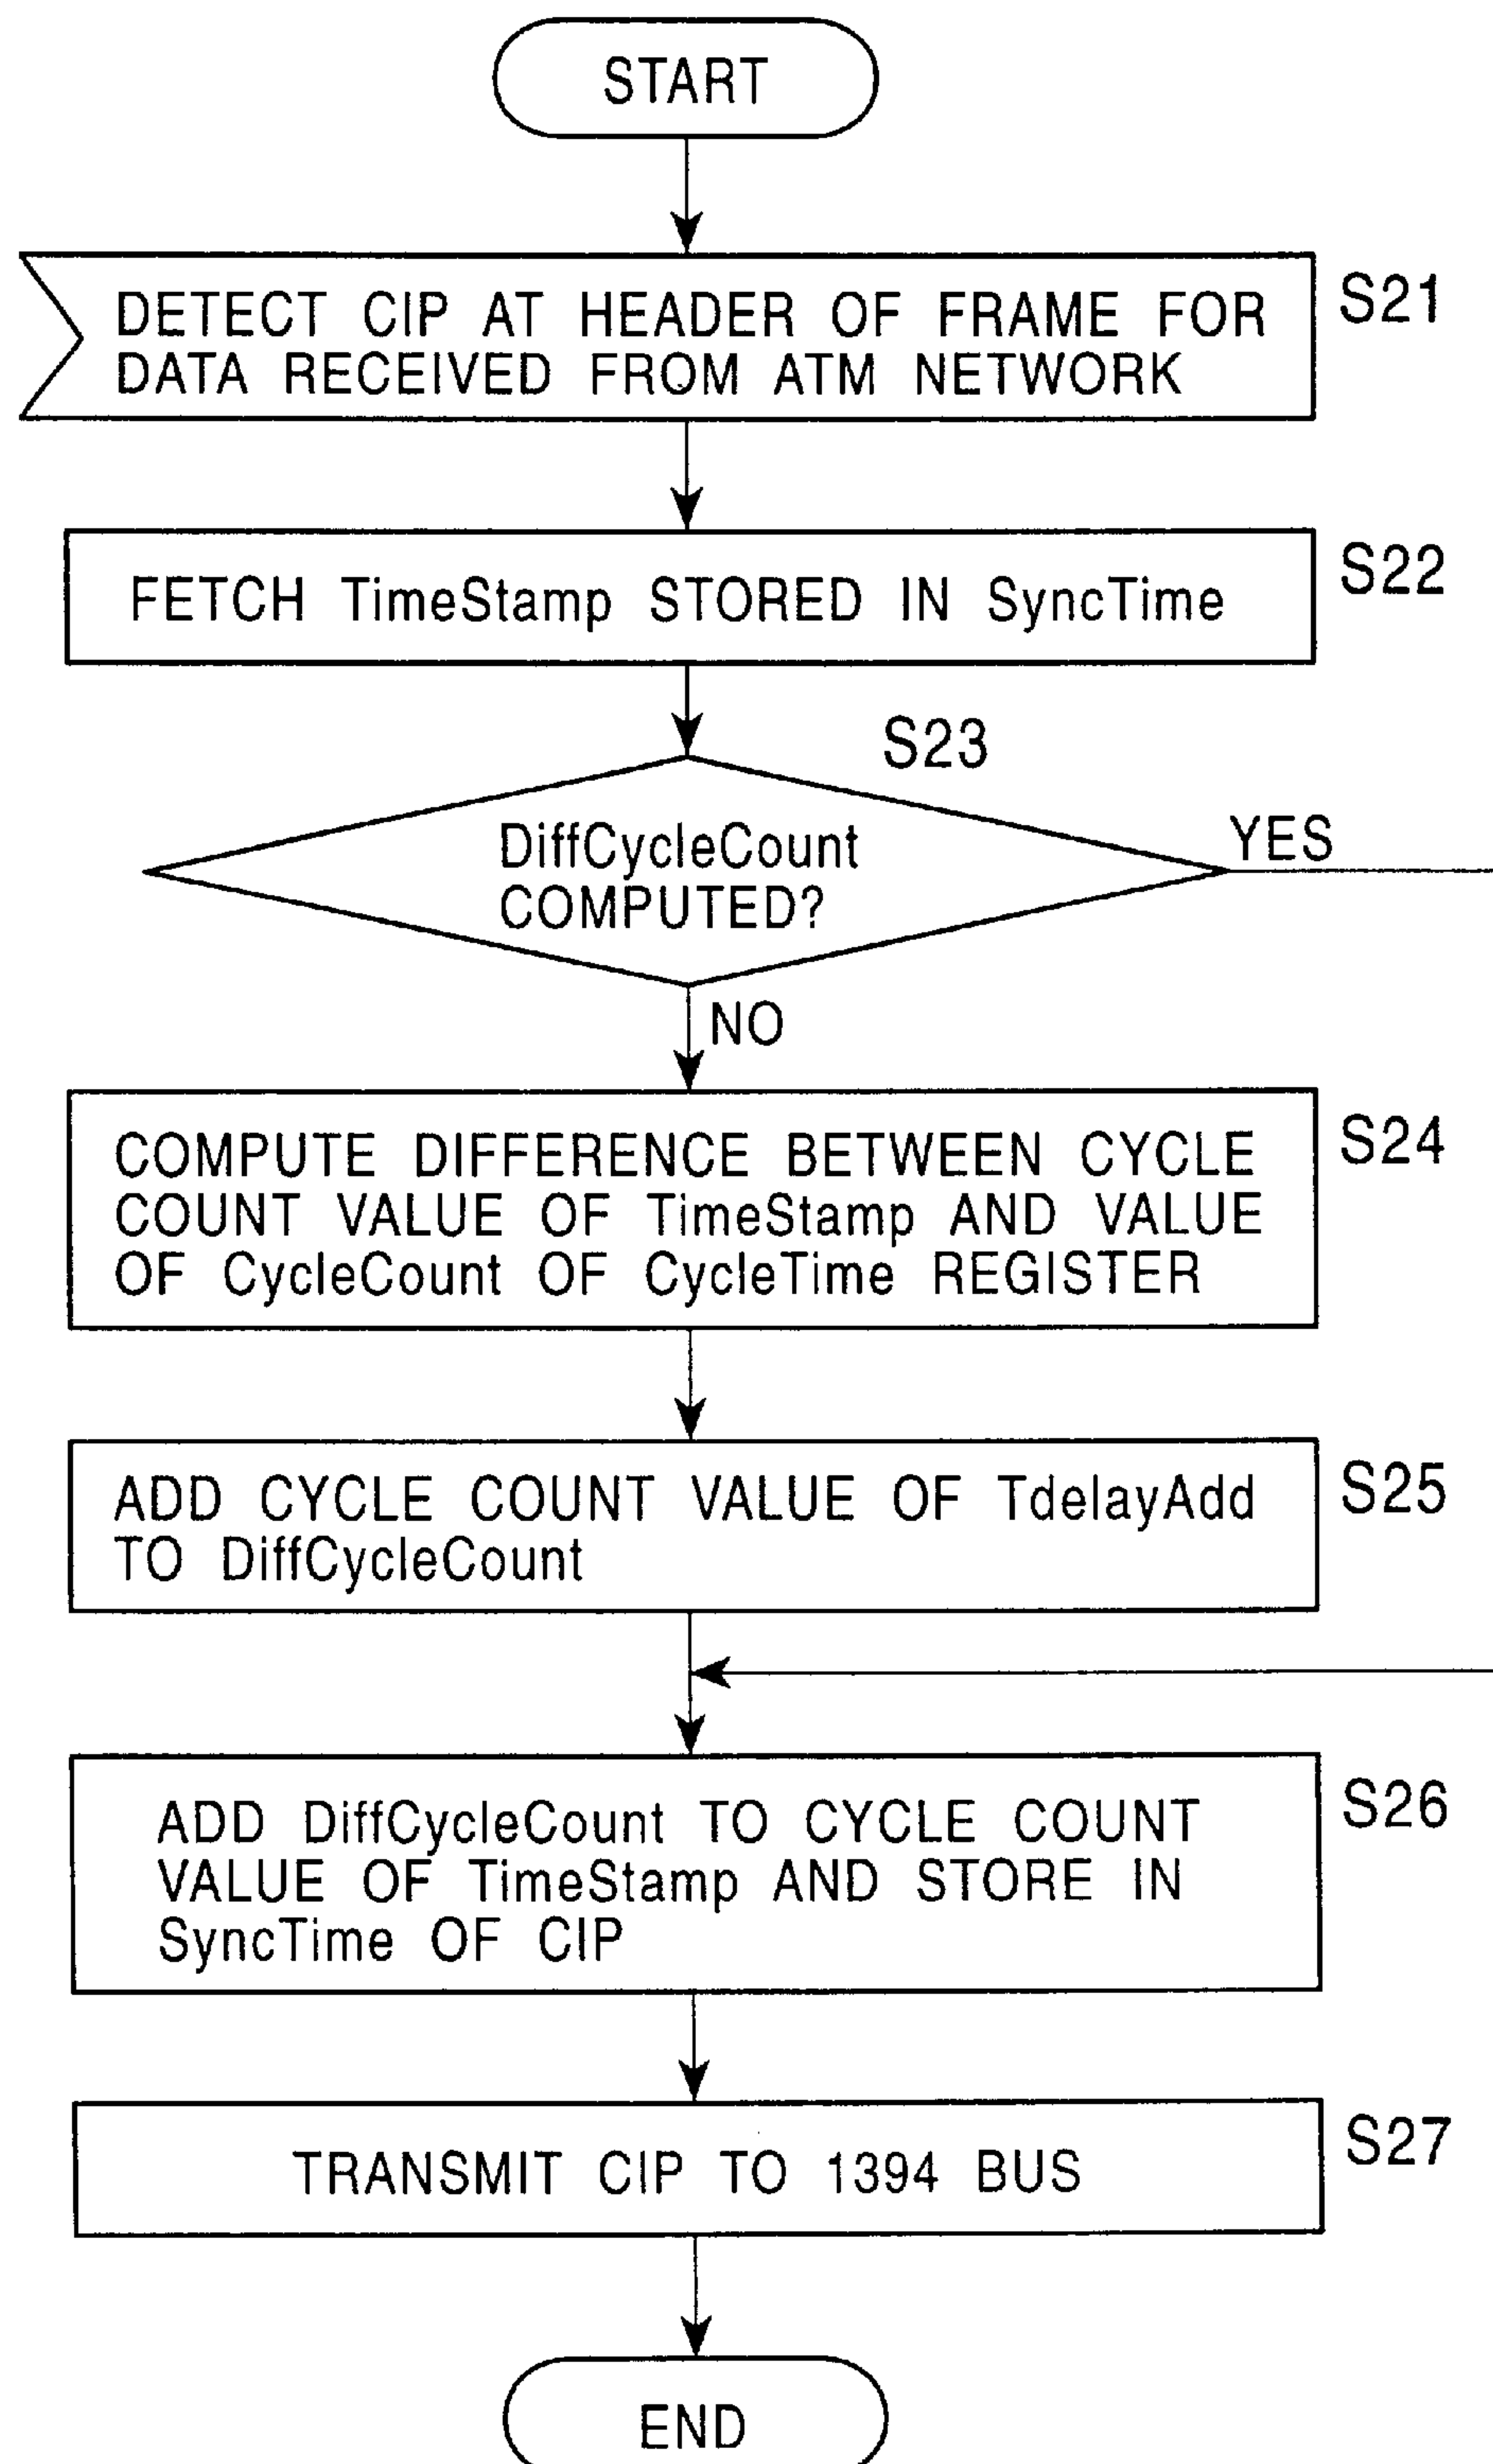 START
DETECT CIP AT HEADER OF FRAME FOR
DATA RECEIVED FROM ATM NETWORK
S21
FETCH TimeStamp STORED IN SyncTime
S22
S23
DiffCycleCount
COMPUTED?
YES
NO
COMPUTE DIFFERENCE BETWEEN CYCLE
COUNT VALUE OF TimeStamp AND VALUE
OF CycleCount OF CycleTime REGISTER
S24
ADD CYCLE COUNT VALUE OF TdelayAdd
TO DiffCycleCount
S25
ADD DiffCycleCount TO CYCLE COUNT
VALUE OF TimeStamp AND STORE IN
SyncTime OF CIP
S26
TRANSMIT CIP TO 1394 BUS
S27
END